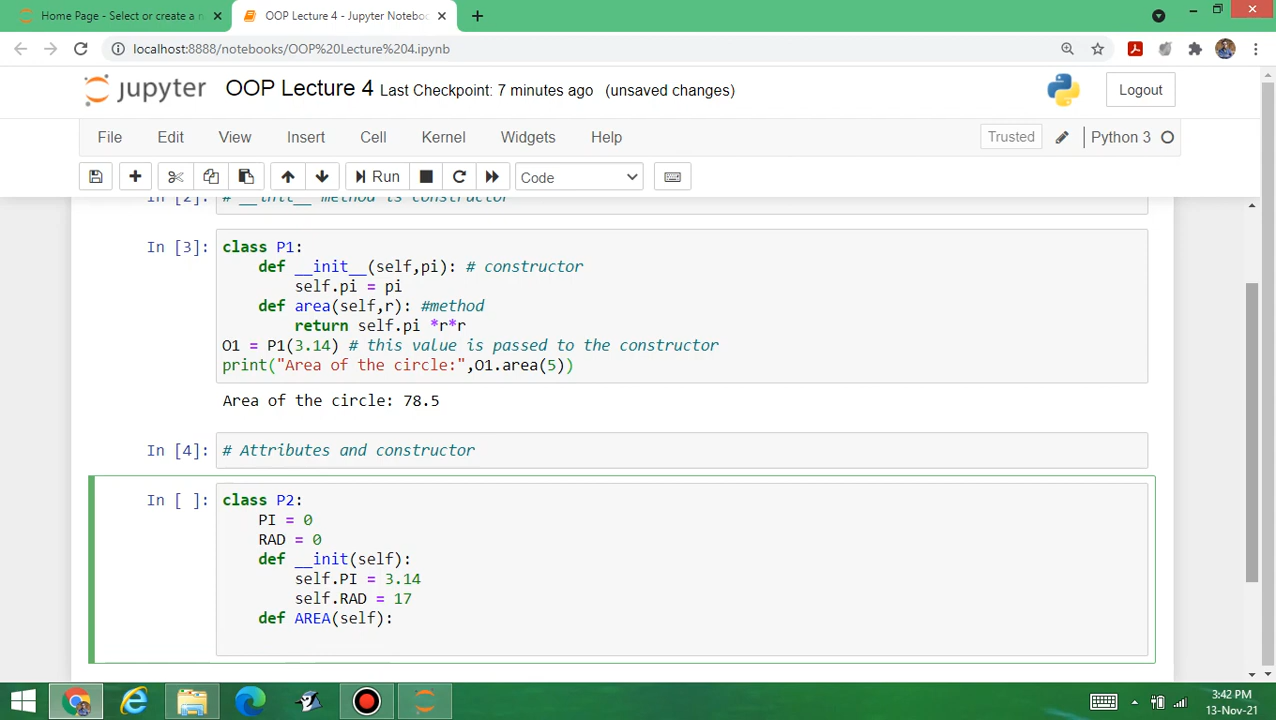 Home Page - Select or create a n
OOP Lecture 4 - Jupyter Noteboo
localhost:8888/notebooks/OOP%20Lecture%204.ipynb
jupyter OOP Lecture 4 Last Checkpoint: 7 minutes ago (unsaved changes)
Logout
File Edit View Insert Cell Kernel Widgets Help
Trusted
Python 3
Run
Code
In [2]: # __init__ method is constructor
In [3]: class P1:
def __init__(self,pi): # constructor
self.pi = pi
def area(self,r): #method
return self.pi *r*r
O1 = P1(3.14) # this value is passed to the constructor
print("Area of the circle:",O1.area(5))
Area of the circle: 78.5
In [4]: # Attributes and constructor
In [ ]: class P2:
PI = 0
RAD = 0
def __init(self):
self.PI = 3.14
self.RAD = 17
def AREA(self):
3:42 PM
13-Nov-21